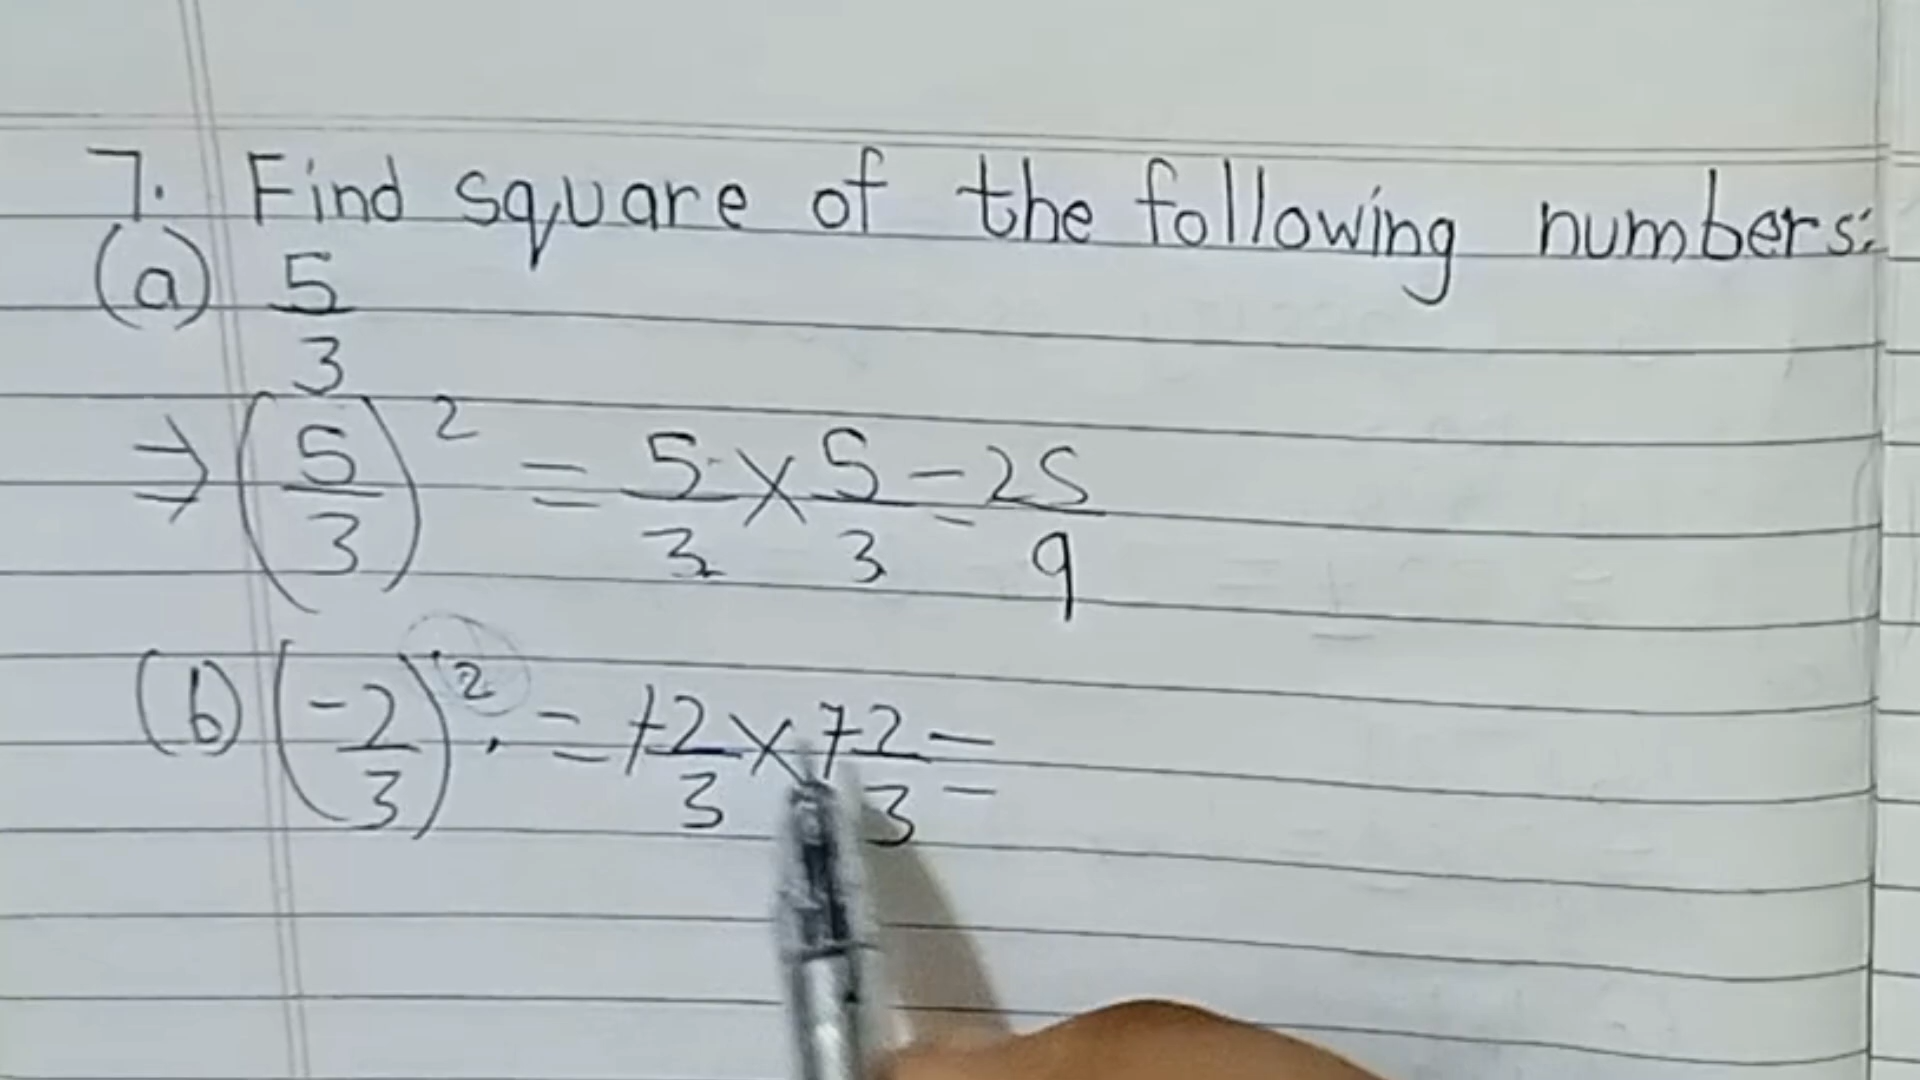 7. Find square of the following numbers:
(a) 5/3
⇒ (5/3)² = 5/3 × 5/3 = 25/9
(b) (-2/3)² . = -2/3 × -2/3 =